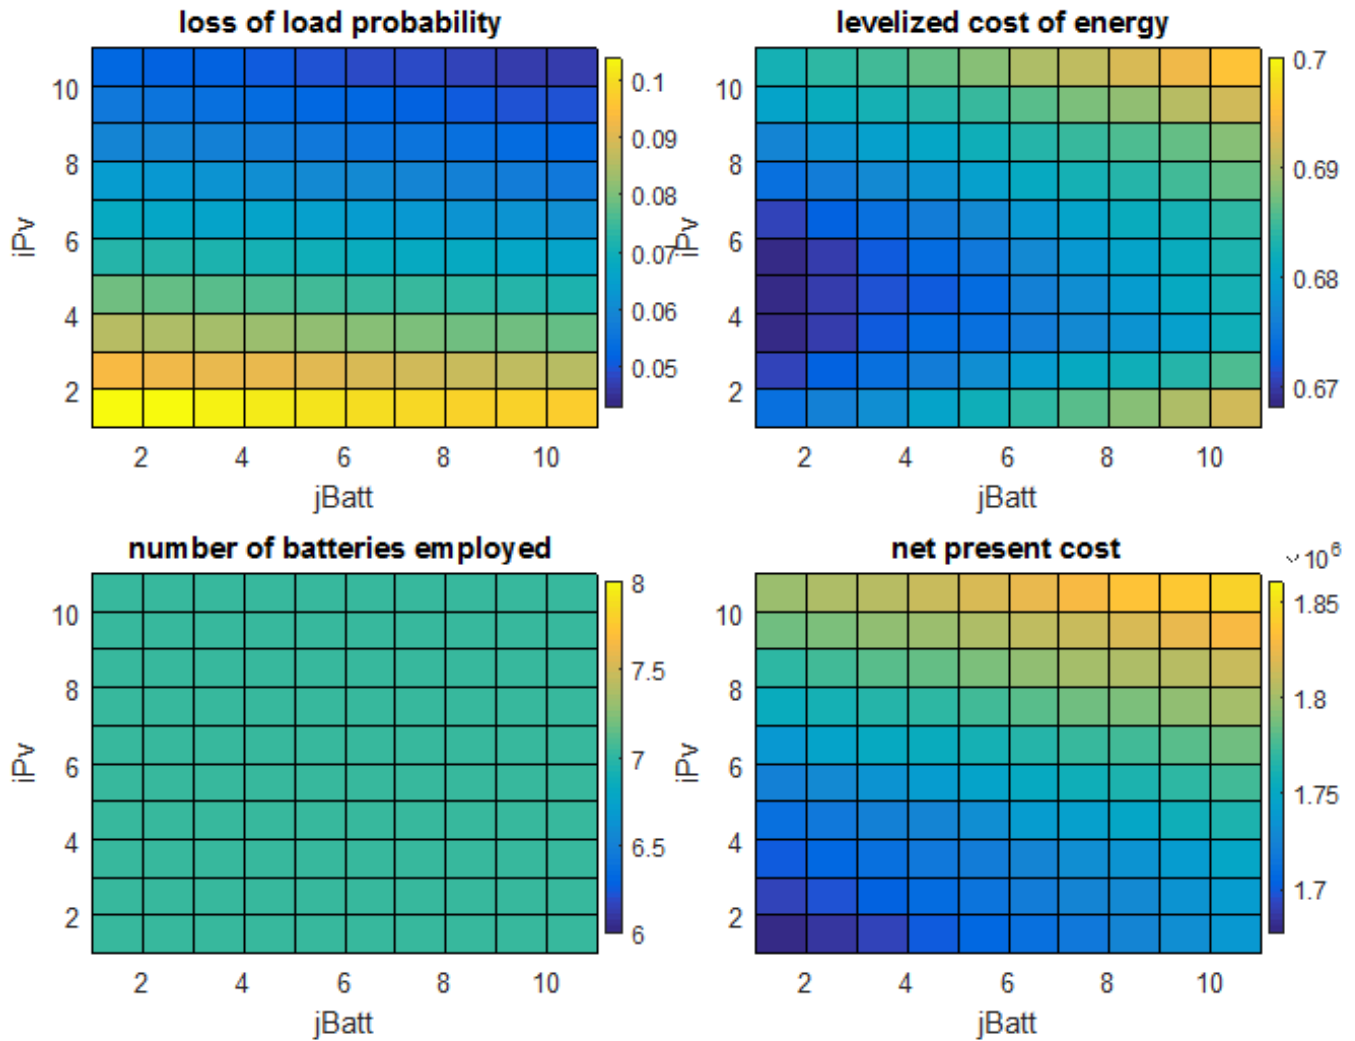 loss of load probability
10
8
6
4
2
iPv
2 4 6 8 10
jBatt
0.1
0.09
0.08
0.07
0.06
0.05
levelized cost of energy
10
8
6
4
2
iPv
2 4 6 8 10
jBatt
0.7
0.69
0.68
0.67
number of batteries employed
10
8
6
4
2
iPv
2 4 6 8 10
jBatt
8
7.5
7
6.5
6
net present cost
10
8
6
4
2
iPv
2 4 6 8 10
jBatt
10^6
1.85
1.8
1.75
1.7